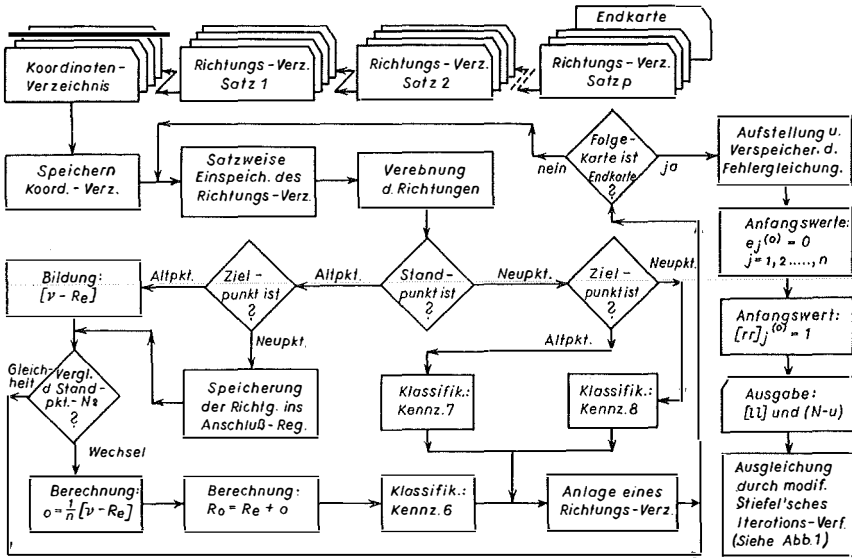 Endkarte
Koordinaten-
Verzeichnis
Richtungs-Verz.
Satz 1
Richtungs-Verz.
Satz 2
Richtungs-Verz.
Satz p
Speichern
Koord.-Verz.
Satzweise
Einspeich. des
Richtungs-Verz.
Verebnung
d. Richtungen
Folge-
Karte ist
Endkarte
?
nein
ja
Aufstellung u.
Verspeicher. d.
Fehlergleichung.
Anfangswerte:
ej(o) = 0
j = 1, 2 ....., n
Bildung:
[v - Re]
Altpkt.
Ziel-
punkt ist
?
Neupkt.
Altpkt.
Stand-
punkt ist
?
Neupkt.
Ziel-
punkt ist
?
Neupkt.
Altpkt.
Anfangswert:
[rr]j(o) = 1
Gleich-
heit
Vergl.
d Stand-
pkt.-No
?
Wechsel
Speicherung
der Richtg. ins
Anschluß-Reg.
Klassifik.:
Kennz. 7
Klassifik.:
Kennz. 8
Ausgabe:
[ll] und (N-u)
Berechnung:
o = 1/n [v - Re]
Berechnung:
Ro = Re + o
Klassifik.:
Kennz. 6
Anlage eines
Richtungs-Verz.
Ausgleichung
durch modif.
Stiefel'sches
Iterations-Verf.
(Siehe Abb. 1)